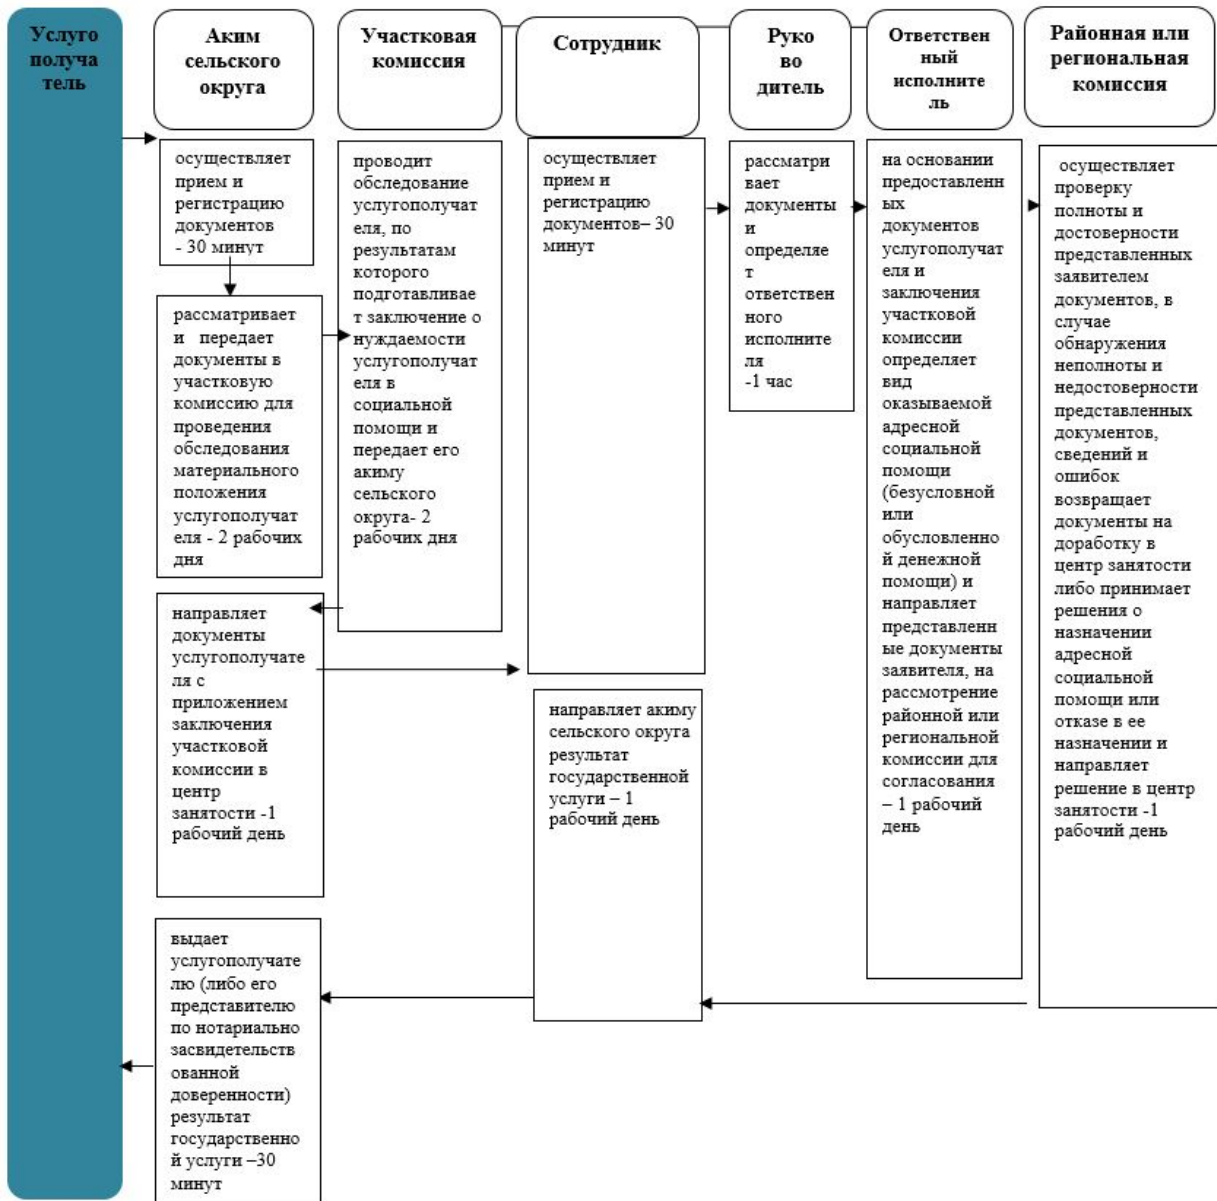 Услуго
получа
тель
Аким
сельского
округа
Участковая
комиссия
Сотрудник
Руко
во
дитель
Ответствен
ный
исполните
ль
Районная или
региональная
комиссия
осуществляет
прием и
регистрацию
документов
- 30 минут
рассматривает
и передает
документы в
участковую
комиссию для
проведения
обследования
материального
положения
услугополучат
еля - 2 рабочих
дня
направляет
документы
услугополучате
ля с
приложением
заключения
участковой
комиссии в
центр
занятости -1
рабочий день
выдает
услугополучате
лю (либо его
представителю
по нотариально
засвидетельств
ованной
доверенности)
результат
государственно
й услуги –30
минут
проводит
обследование
услугополучат
еля, по
результатам
которого
подготавливае
т заключение о
нуждаемости
услугополучат
еля в
социальной
помощи и
передает его
акиму
сельского
округа- 2
рабочих дня
осуществляет
прием и
регистрацию
документов– 30
минут
направляет акиму
сельского округа
результат
государственной
услуги – 1
рабочий день
рассматри
вает
документы
и
определяе
т
ответствен
ного
исполните
ля
-1 час
на основании
предоставленн
ых
документов
услугополучат
еля и
заключения
участковой
комиссии
определяет
вид
оказываемой
адресной
социальной
помощи
(безусловной
или
обусловленно
й денежной
помощи) и
направляет
представленн
ые документы
заявителя, на
рассмотрение
районной или
региональной
комиссии для
согласования
– 1 рабочий
день
осуществляет
проверку
полноты и
достоверности
представленных
заявителем
документов, в
случае
обнаружения
неполноты и
недостоверности
представленных
документов,
сведений и
ошибок
возвращает
документы на
доработку в
центр занятости
либо принимает
решения о
назначении
адресной
социальной
помощи или
отказе в ее
назначении и
направляет
решение в центр
занятости -1
рабочий день